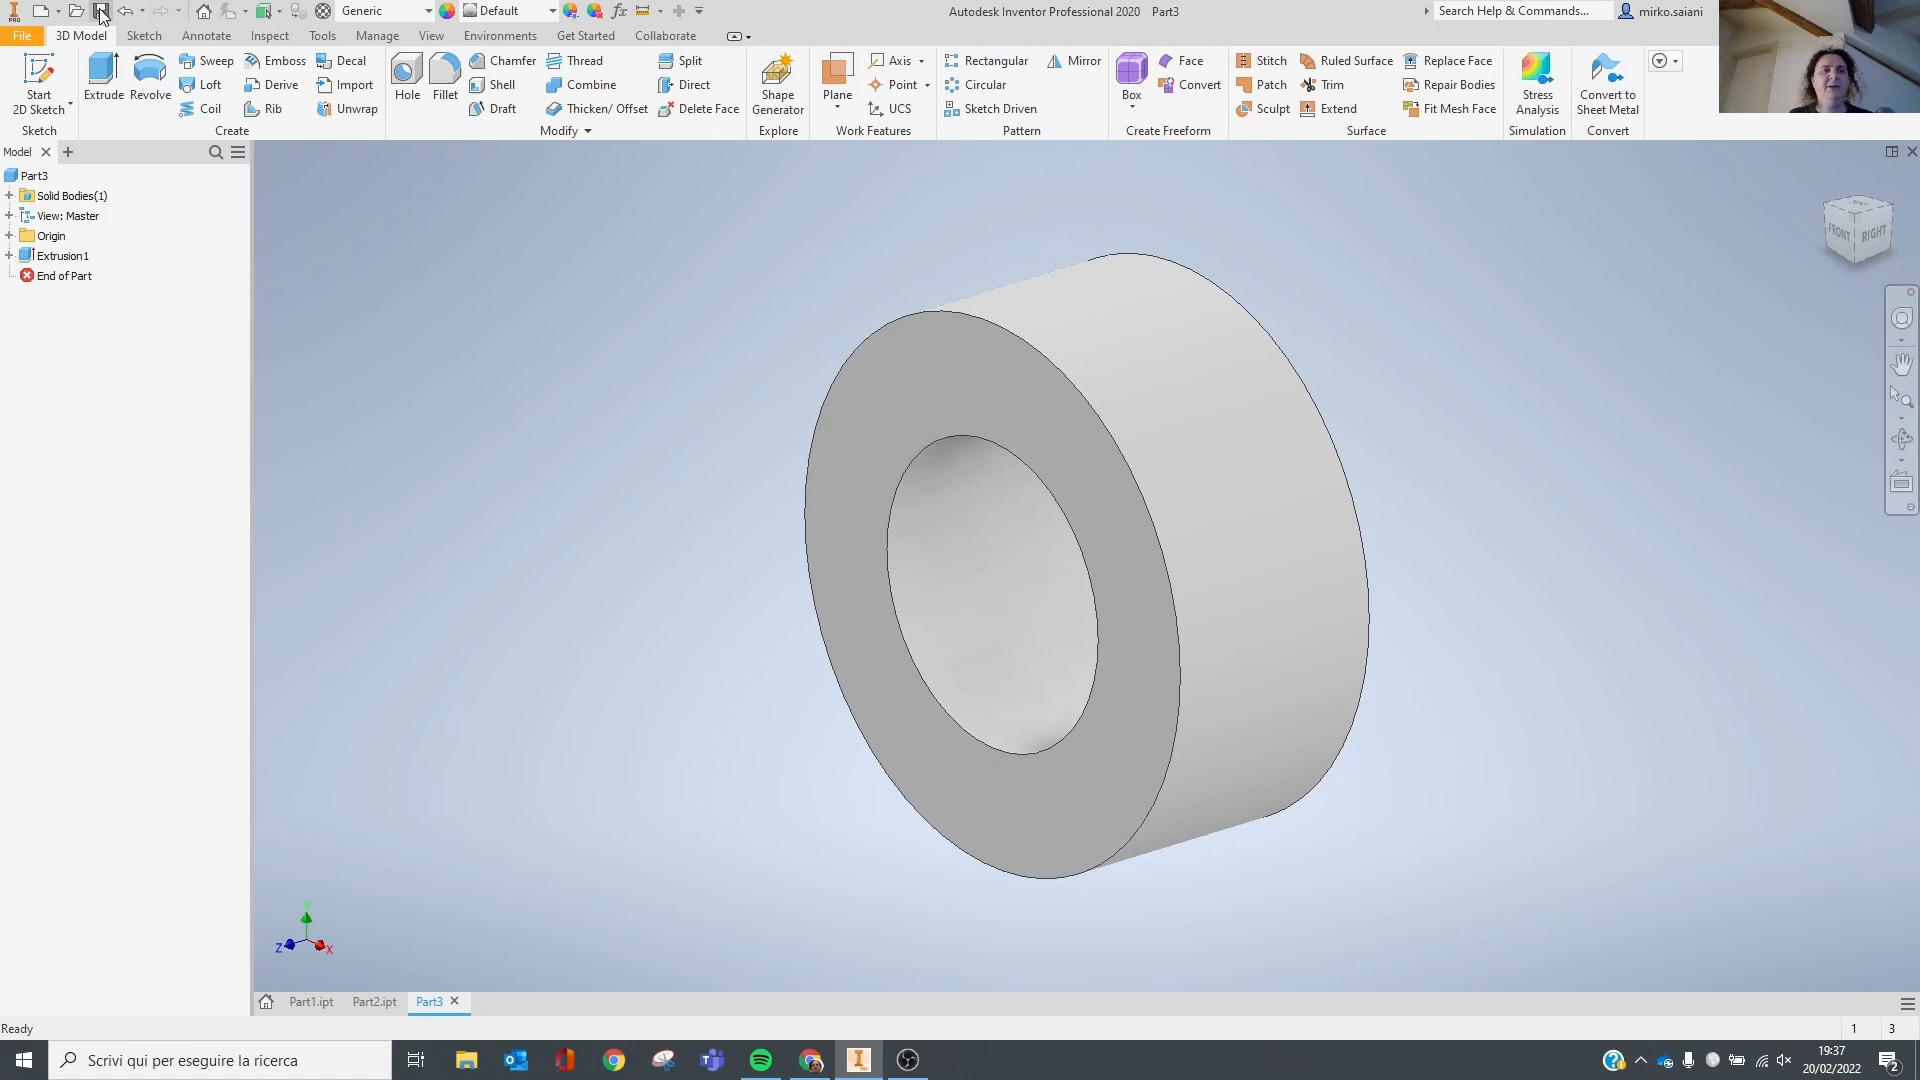 Generic Default Autodesk Inventor Professional 2020 Part3 Search Help & Commands... mirko.saiani
File 3D Model Sketch Annotate Inspect Tools Manage View Environments Get Started Collaborate
Start 2D Sketch
Extrude Revolve
Sweep Emboss Decal
Loft Derive Import
Coil Rib Unwrap
Hole Fillet
Chamfer Thread Split
Shell Combine Direct
Draft Thicken/ Offset Delete Face
Shape Generator
Plane
Axis
Point
UCS
Rectangular Mirror
Circular
Sketch Driven
Box
Face
Convert
Stitch Ruled Surface Replace Face
Patch Trim Repair Bodies
Sculpt Extend Fit Mesh Face
Stress Analysis
Convert to Sheet Metal
Sketch Create Modify Explore Work Features Pattern Create Freeform Surface Simulation Convert
Model
Part3
Solid Bodies(1)
View: Master
Origin
Extrusion1
End of Part
FRONT RIGHT
Z X
Part1.ipt Part2.ipt Part3
Ready 1 3
Scrivi qui per eseguire la ricerca
19:37
20/02/2022
2